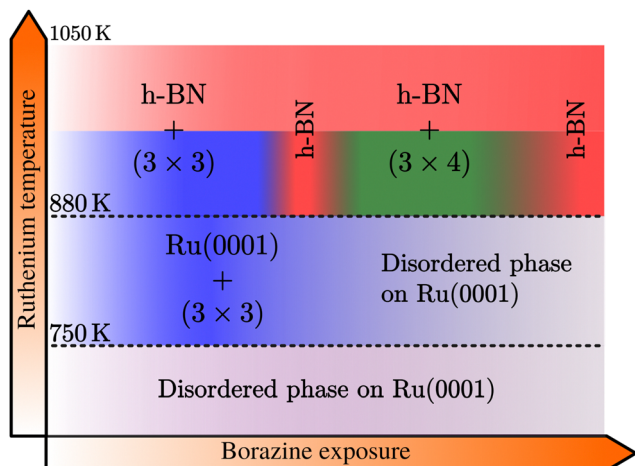 1050 K
h-BN
+
(3 × 3)
h-BN
h-BN
+
(3 × 4)
h-BN
880 K
Ru(0001)
+
(3 × 3)
Disordered phase
on Ru(0001)
750 K
Disordered phase on Ru(0001)
Ruthenium temperature
Borazine exposure